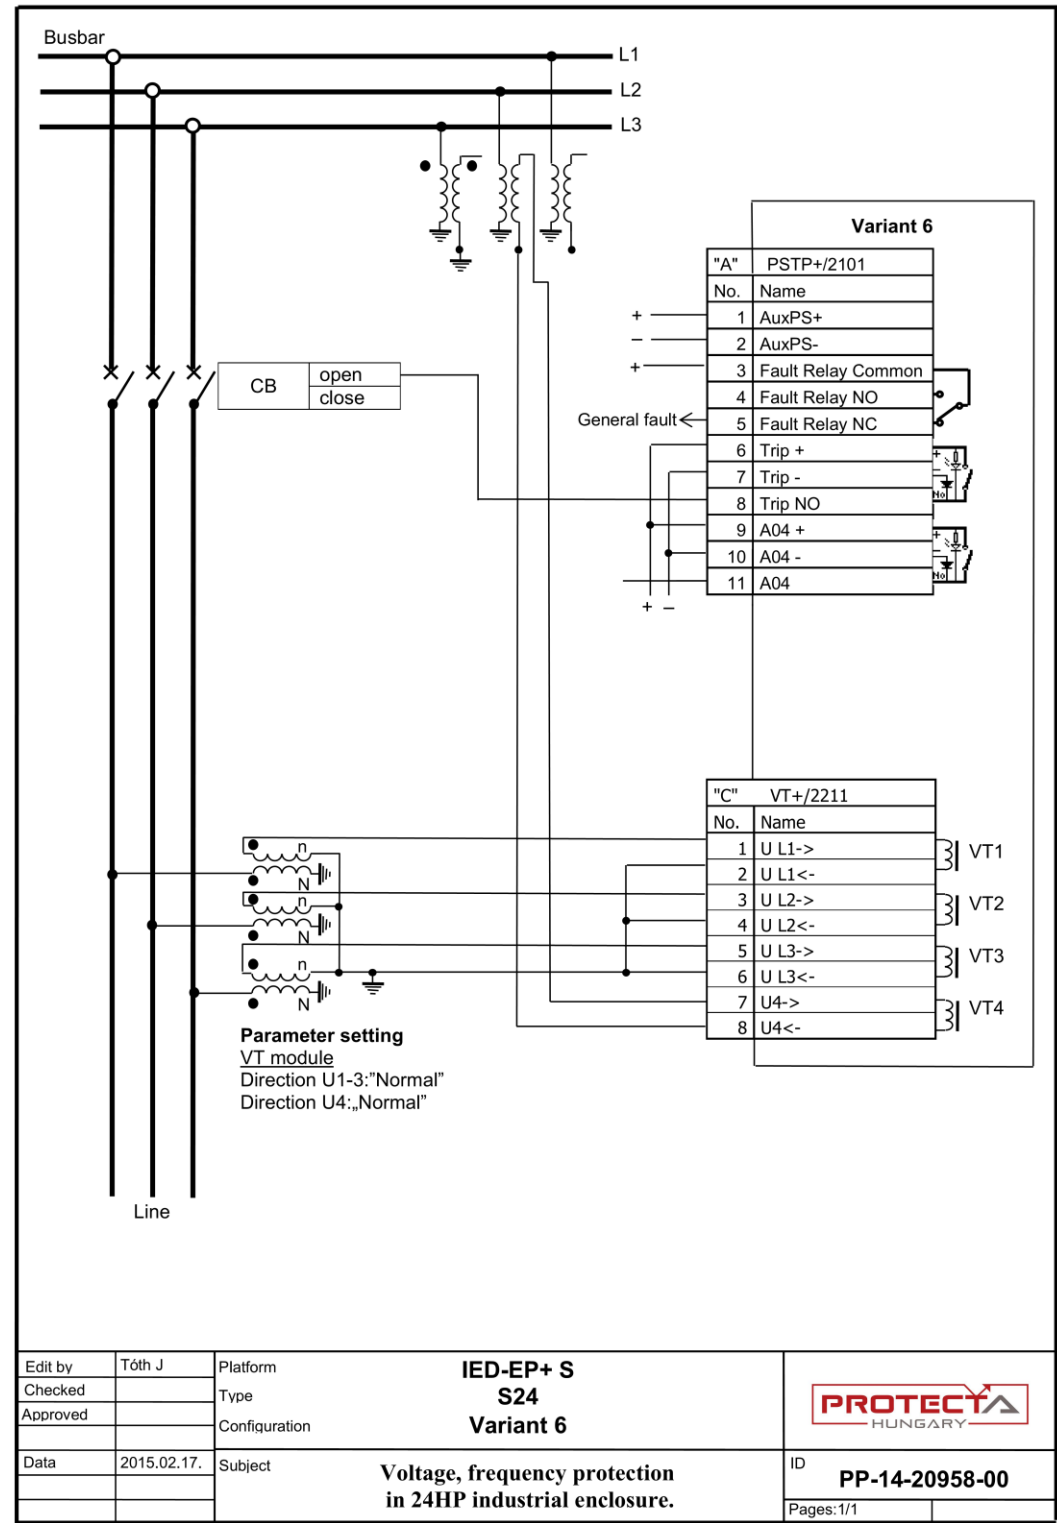 Busbar
L1
L2
L3
Variant 6
"A" PSTP+/2101
No. Name
+ 1 AuxPS+
− 2 AuxPS-
+ 3 Fault Relay Common
4 Fault Relay NO
General fault 5 Fault Relay NC
6 Trip +
7 Trip -
8 Trip NO
9 A04 +
10 A04 -
11 A04
+ −
+
No
+
No
CB open
close
"C" VT+/2211
No. Name
1 U L1->
2 U L1<-
3 U L2->
4 U L2<-
5 U L3->
6 U L3<-
7 U4->
8 U4<-
VT1
VT2
VT3
VT4
n
N
n
N
n
N
Parameter setting
VT module
Direction U1-3:"Normal"
Direction U4:„Normal”
Line
Edit by Tóth J
Checked
Approved
Data 2015.02.17.
Platform IED-EP+ S
Type S24
Configuration Variant 6
Subject Voltage, frequency protection
in 24HP industrial enclosure.
PROTECTA
HUNGARY
ID
PP-14-20958-00
Pages:1/1